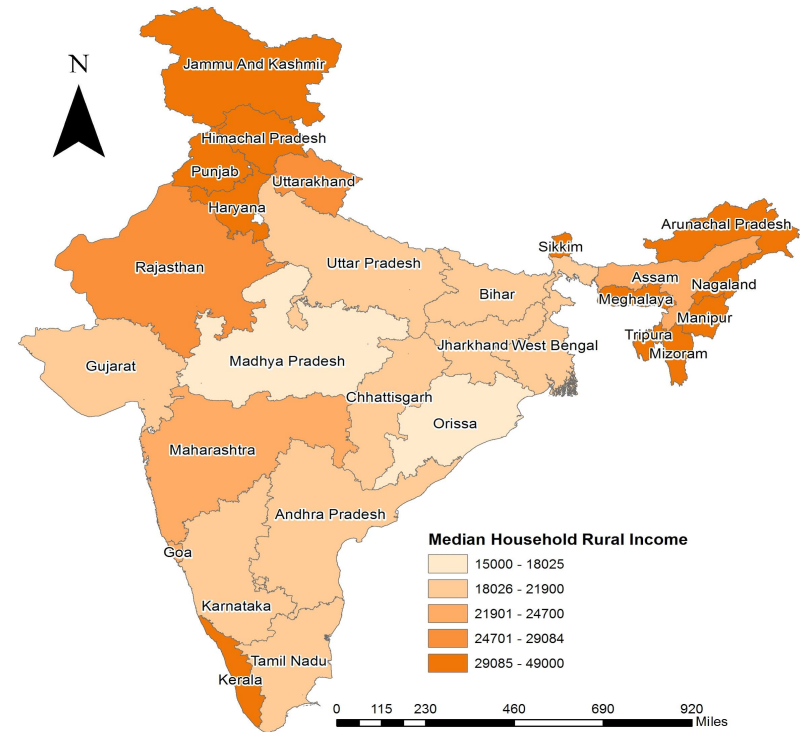 N
Jammu And Kashmir
Himachal Pradesh
Punjab
Uttarakhand
Haryana
Arunachal Pradesh
Sikkim
Uttar Pradesh
Rajasthan
Assam
Nagaland
Bihar
Meghalaya
Manipur
Tripura
Jharkhand West Bengal
Mizoram
Madhya Pradesh
Gujarat
Chhattisgarh
Orissa
Maharashtra
Andhra Pradesh
Goa
Karnataka
Tamil Nadu
Kerala
Median Household Rural Income
15000 - 18025
18026 - 21900
21901 - 24700
24701 - 29084
29085 - 49000
0 115 230 460 690 920
Miles